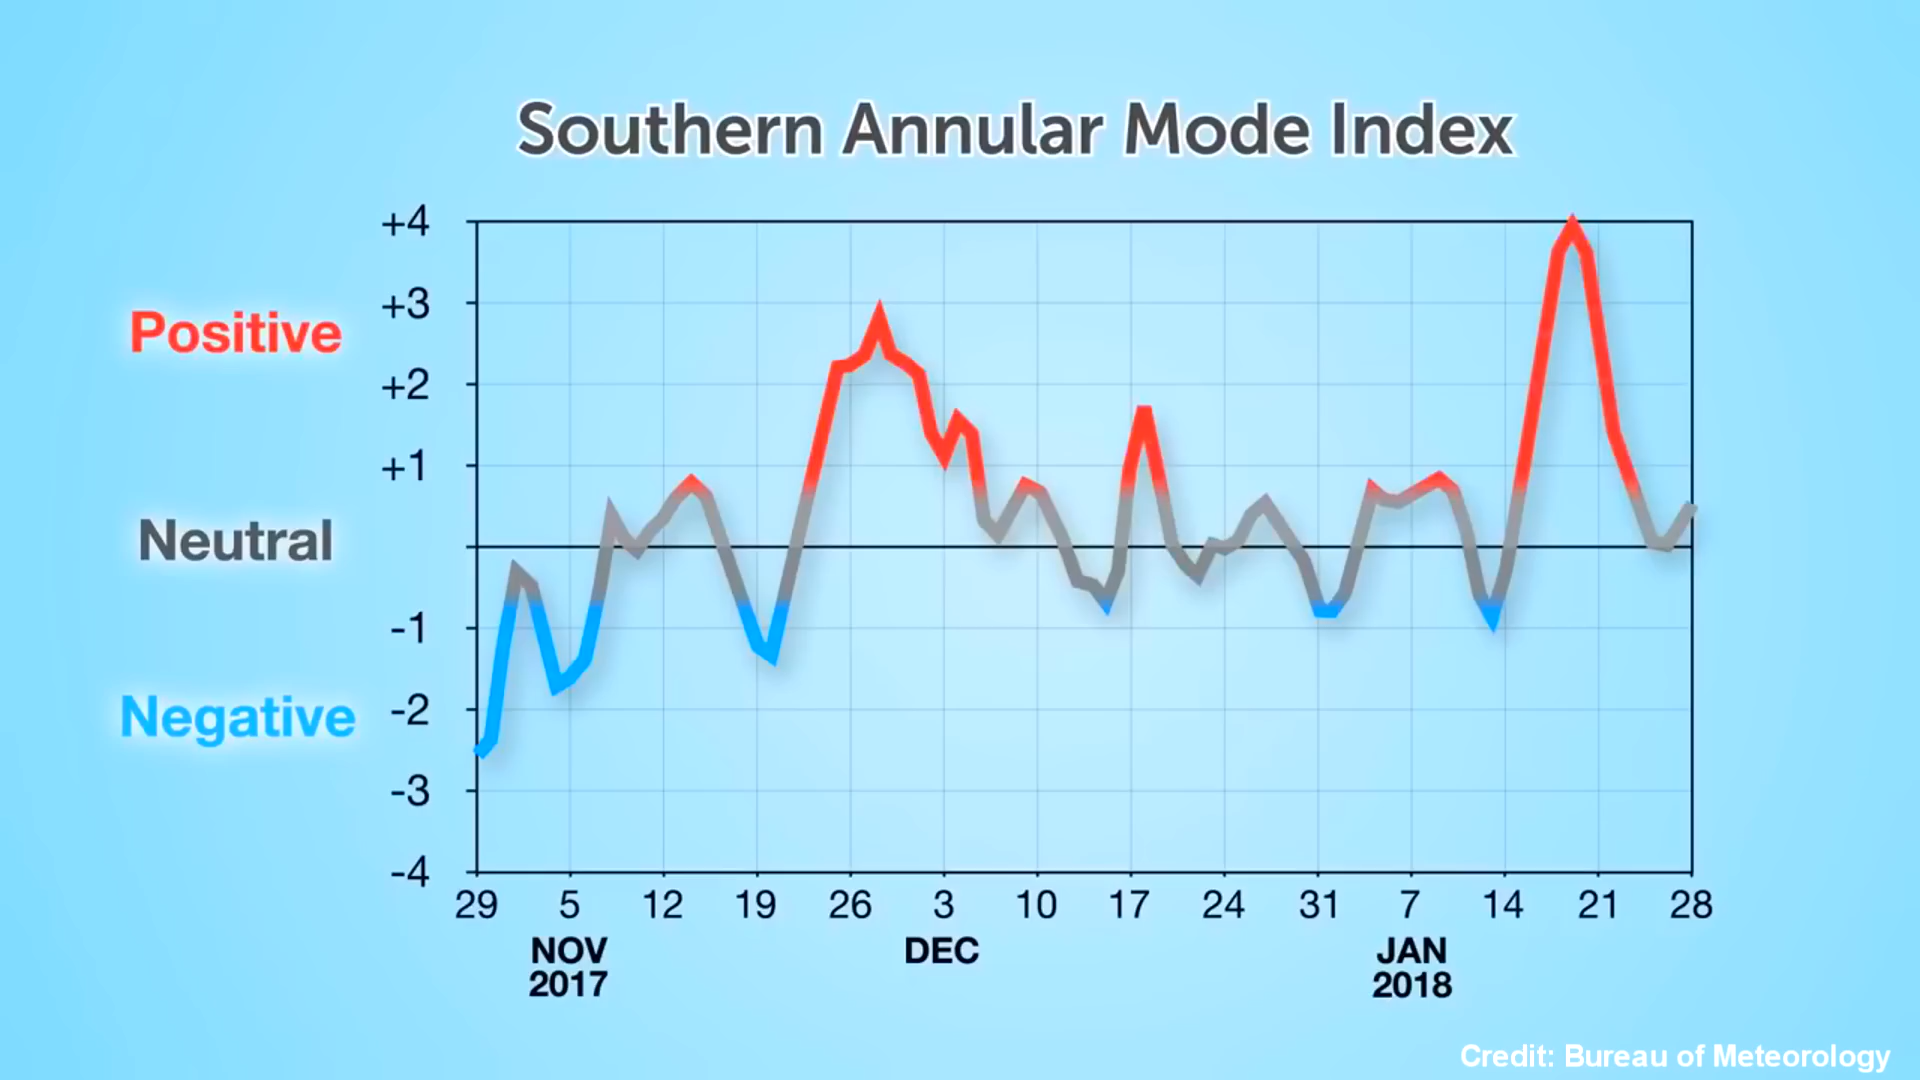 Southern Annular Mode Index
+4
+3
Positive
+2
+1
Neutral
-1
-2
Negative
-3
-4
29 5 12 19 26 3 10 17 24 31 7 14 21 28
NOV DEC JAN
2017 2018
Credit: Bureau of Meteorology